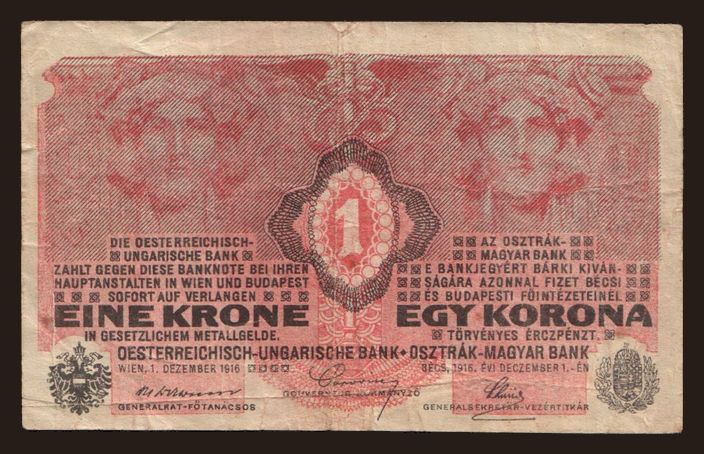 1
DIE OESTERREICHISCH-
UNGARISCHE BANK
ZAHLT GEGEN DIESE BANKNOTE BEI IHREN
HAUPTANSTALTEN IN WIEN UND BUDAPEST
SOFORT AUF VERLANGEN
EINE KRONE
IN GESETZLICHEM METALLGELDE.
AZ OSZTRÁK-
MAGYAR BANK
E BANKJEGYÉRT BÁRKI KIVÁN-
SÁGÁRA AZONNAL FIZET BÉCSI
ÉS BUDAPESTI FŐINTÉZETEINÉL
EGY KORONA
TÖRVÉNYES ÉRCZPÉNZT.
OESTERREICHISCH-UNGARISCHE BANK • OSZTRÁK-MAGYAR BANK
WIEN, 1. DEZEMBER 1916
BÉCS, 1916. ÉVI DECZEMBER 1.-ÉN
GENERALRAT-FŐTANÁCSOS
GOUVERNEUR-KORMÁNYZÓ
GENERALSEKRETÄR-VEZÉRTITKÁR